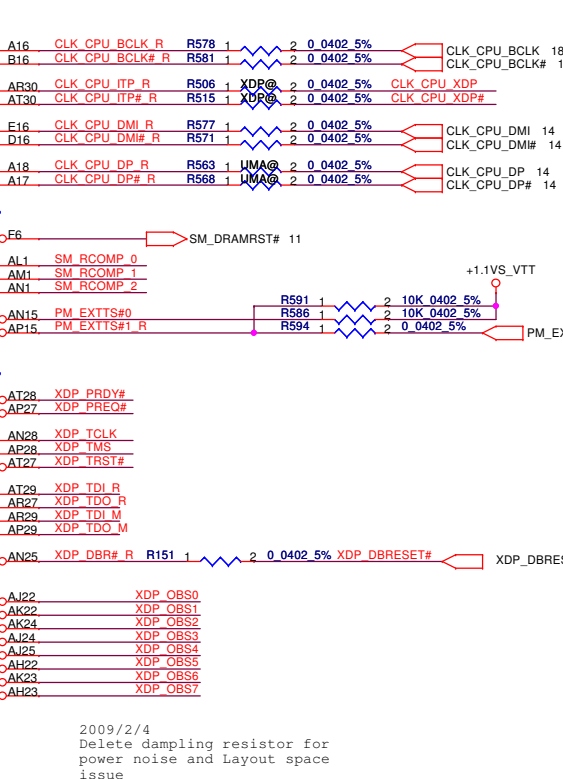 A16 CLK_CPU_BCLK_R R578 1 2 0_0402_5% CLK_CPU_BCLK 18
B16 CLK_CPU_BCLK#_R R581 1 2 0_0402_5% CLK_CPU_BCLK# 1
AR30 CLK_CPU_ITP_R R506 1 XDP@ 2 0_0402_5% CLK_CPU_XDP
AT30 CLK_CPU_ITP#_R R515 1 XDP@ 2 0_0402_5% CLK_CPU_XDP#
E16 CLK_CPU_DMI_R R577 1 2 0_0402_5% CLK_CPU_DMI 14
D16 CLK_CPU_DMI#_R R571 1 2 0_0402_5% CLK_CPU_DMI# 14
A18 CLK_CPU_DP_R R563 1 UMA@ 2 0_0402_5% CLK_CPU_DP 14
A17 CLK_CPU_DP#_R R568 1 UMA@ 2 0_0402_5% CLK_CPU_DP# 14
F6 SM_DRAMRST# 11
AL1 SM_RCOMP_0
AM1 SM_RCOMP_1
AN1 SM_RCOMP_2
+1.1VS_VTT
R591 1 2 10K_0402_5%
AN15 PM_EXTTS#0 R586 1 2 10K_0402_5%
AP15 PM_EXTTS#1_R R594 1 2 0_0402_5% PM_EX
AT28 XDP_PRDY#
AP27 XDP_PREQ#
AN28 XDP_TCLK
AP28 XDP_TMS
AT27 XDP_TRST#
AT29 XDP_TDI_R
AR27 XDP_TDO_R
AR29 XDP_TDI_M
AP29 XDP_TDO_M
AN25 XDP_DBR#_R R151 1 2 0_0402_5% XDP_DBRESET# XDP_DBRES
AJ22 XDP_OBS0
AK22 XDP_OBS1
AK24 XDP_OBS2
AJ24 XDP_OBS3
AJ25 XDP_OBS4
AH22 XDP_OBS5
AK23 XDP_OBS6
AH23 XDP_OBS7
2009/2/4
Delete dampling resistor for
power noise and Layout space
issue